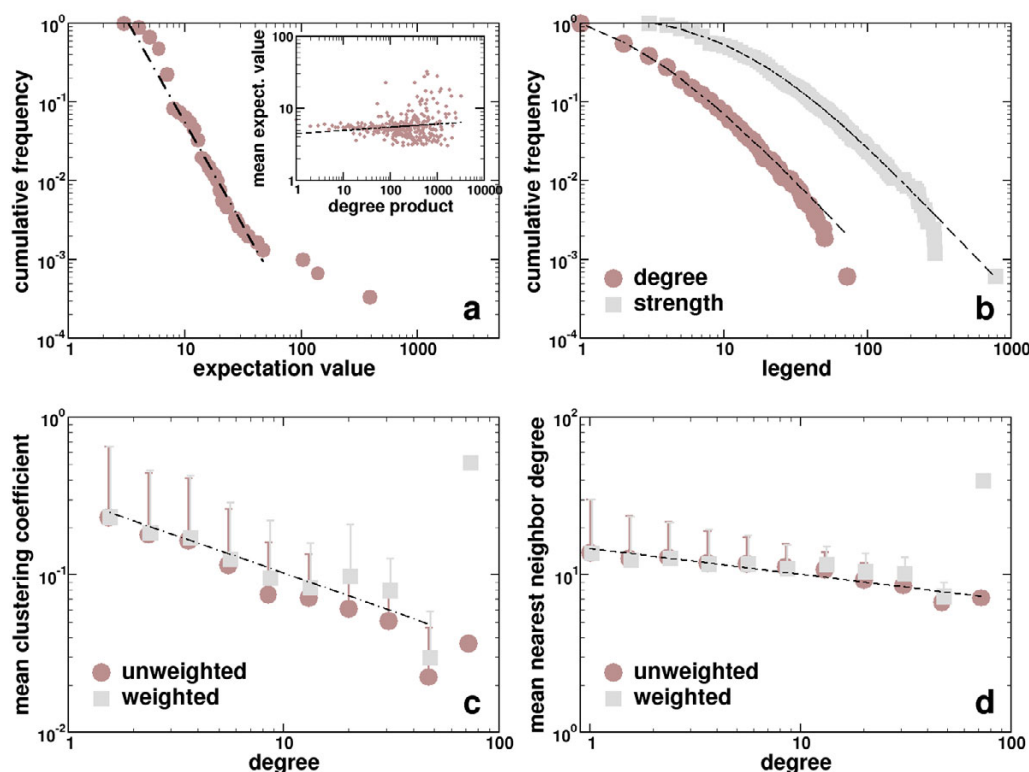 10^0
10^-1
10^-2
10^-3
10^-4
cumulative frequency
1
10
100
1000
expectation value
a
100
10
1
mean expect. value
1
10
100
1000
10000
degree product
10^0
10^-1
10^-2
10^-3
10^-4
cumulative frequency
degree
strength
b
1
10
100
1000
legend
10^0
10^-1
10^-2
mean clustering coefficient
unweighted
weighted
c
1
10
100
degree
10^2
10^1
10^0
mean nearest neighbor degree
unweighted
weighted
d
1
10
100
degree